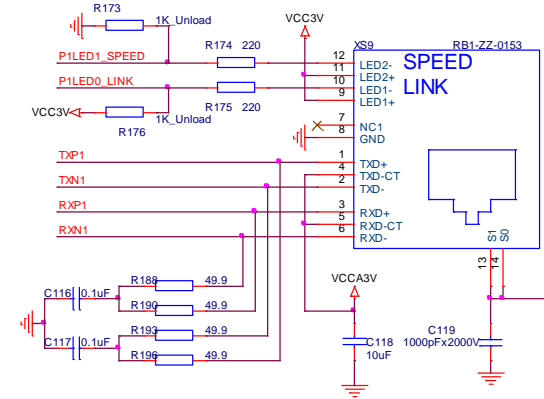 R173
1K_Unload
VCC3V
XS9
RB1-ZZ-0153
P1LED1_SPEED
R174 220
12
LED2-
SPEED
11
LED2+
P1LED0_LINK
10
LED1-
LINK
9
LED1+
VCC3V
R175 220
R176
1K_Unload
7
NC1
8
GND
TXP1
1
TXD+
4
TXD-CT
TXN1
2
TXD-
RXP1
3
RXD+
5
RXD-CT
RXN1
6
RXD-
S1
S0
13
14
R188
49.9
VCCA3V
C116
0.1uF
R190
49.9
R193
49.9
C117
0.1uF
R196
49.9
C118
10uF
C119
1000pFx2000V